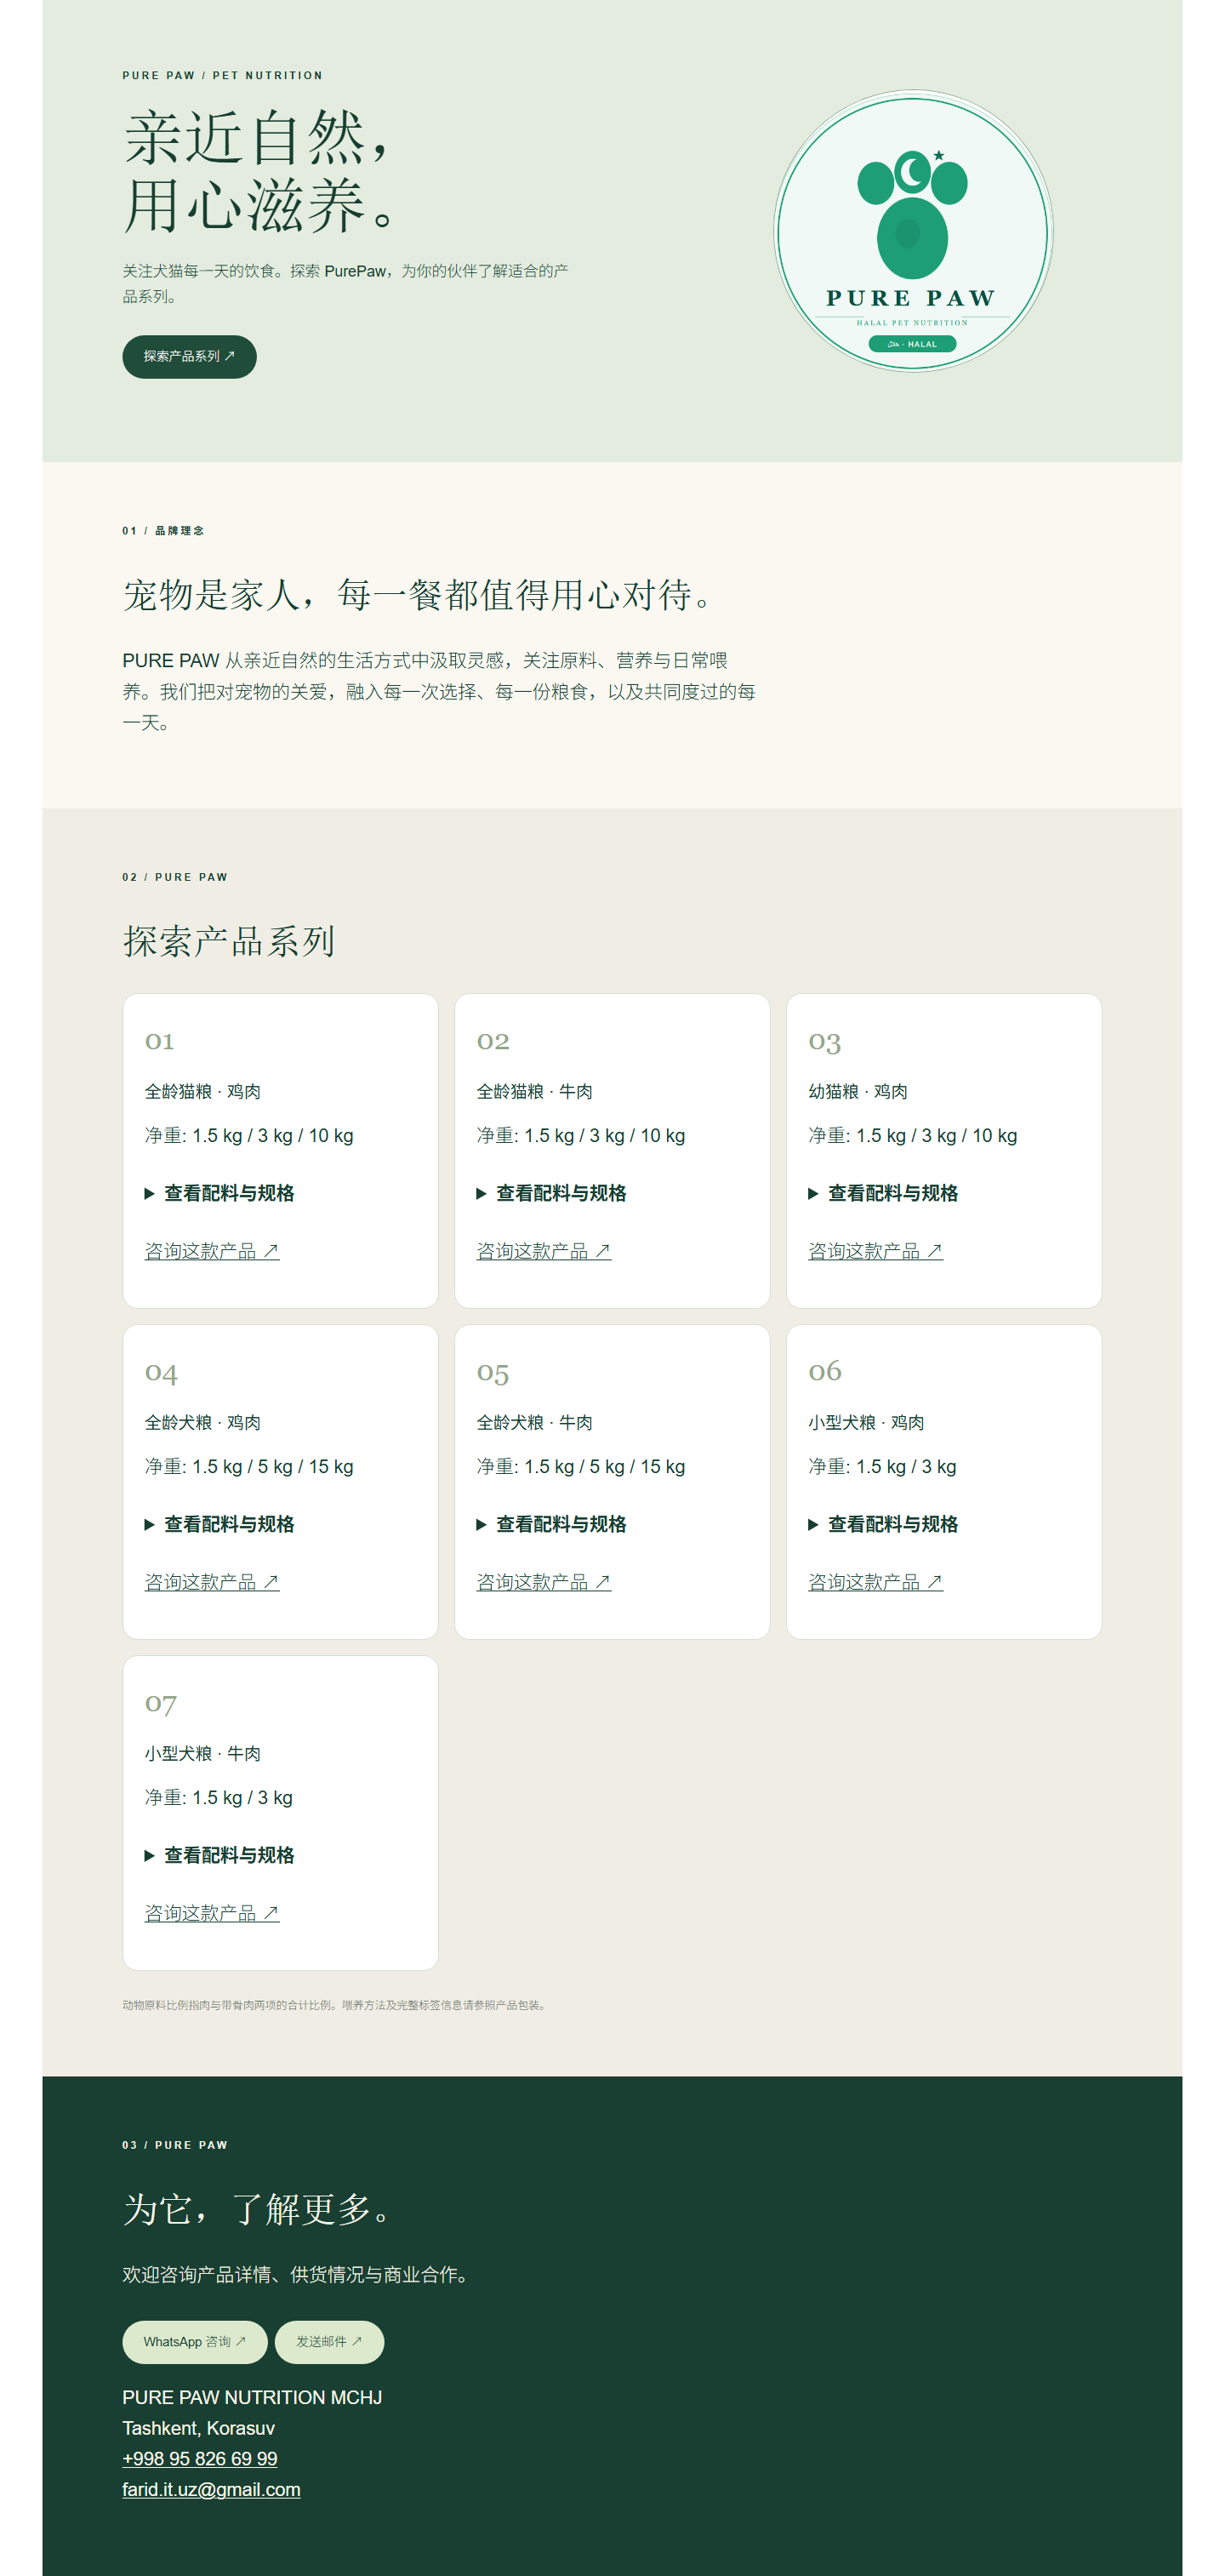 PURE PAW / PET NUTRITION
亲近自然，
用心滋养。
关注犬猫每一天的饮食。探索 PurePaw，为你的伙伴了解适合的产
品系列。
探索产品系列 ↗
PURE PAW
HALAL PET NUTRITION
حلال · HALAL
01 / 品牌理念
宠物是家人，每一餐都值得用心对待。
PURE PAW 从亲近自然的生活方式中汲取灵感，关注原料、营养与日常喂
养。我们把对宠物的关爱，融入每一次选择、每一份粮食，以及共同度过的每
一天。
02 / PURE PAW
探索产品系列
01
全龄猫粮 · 鸡肉
净重: 1.5 kg / 3 kg / 10 kg
▶ 查看配料与规格
咨询这款产品 ↗
02
全龄猫粮 · 牛肉
净重: 1.5 kg / 3 kg / 10 kg
▶ 查看配料与规格
咨询这款产品 ↗
03
幼猫粮 · 鸡肉
净重: 1.5 kg / 3 kg / 10 kg
▶ 查看配料与规格
咨询这款产品 ↗
04
全龄犬粮 · 鸡肉
净重: 1.5 kg / 5 kg / 15 kg
▶ 查看配料与规格
咨询这款产品 ↗
05
全龄犬粮 · 牛肉
净重: 1.5 kg / 5 kg / 15 kg
▶ 查看配料与规格
咨询这款产品 ↗
06
小型犬粮 · 鸡肉
净重: 1.5 kg / 3 kg
▶ 查看配料与规格
咨询这款产品 ↗
07
小型犬粮 · 牛肉
净重: 1.5 kg / 3 kg
▶ 查看配料与规格
咨询这款产品 ↗
动物原料比例指肉与带骨肉两项的合计比例。喂养方法及完整标签信息请参照产品包装。
03 / PURE PAW
为它，了解更多。
欢迎咨询产品详情、供货情况与商业合作。
WhatsApp 咨询 ↗
发送邮件 ↗
PURE PAW NUTRITION MCHJ
Tashkent, Korasuv
+998 95 826 69 99
farid.it.uz@gmail.com